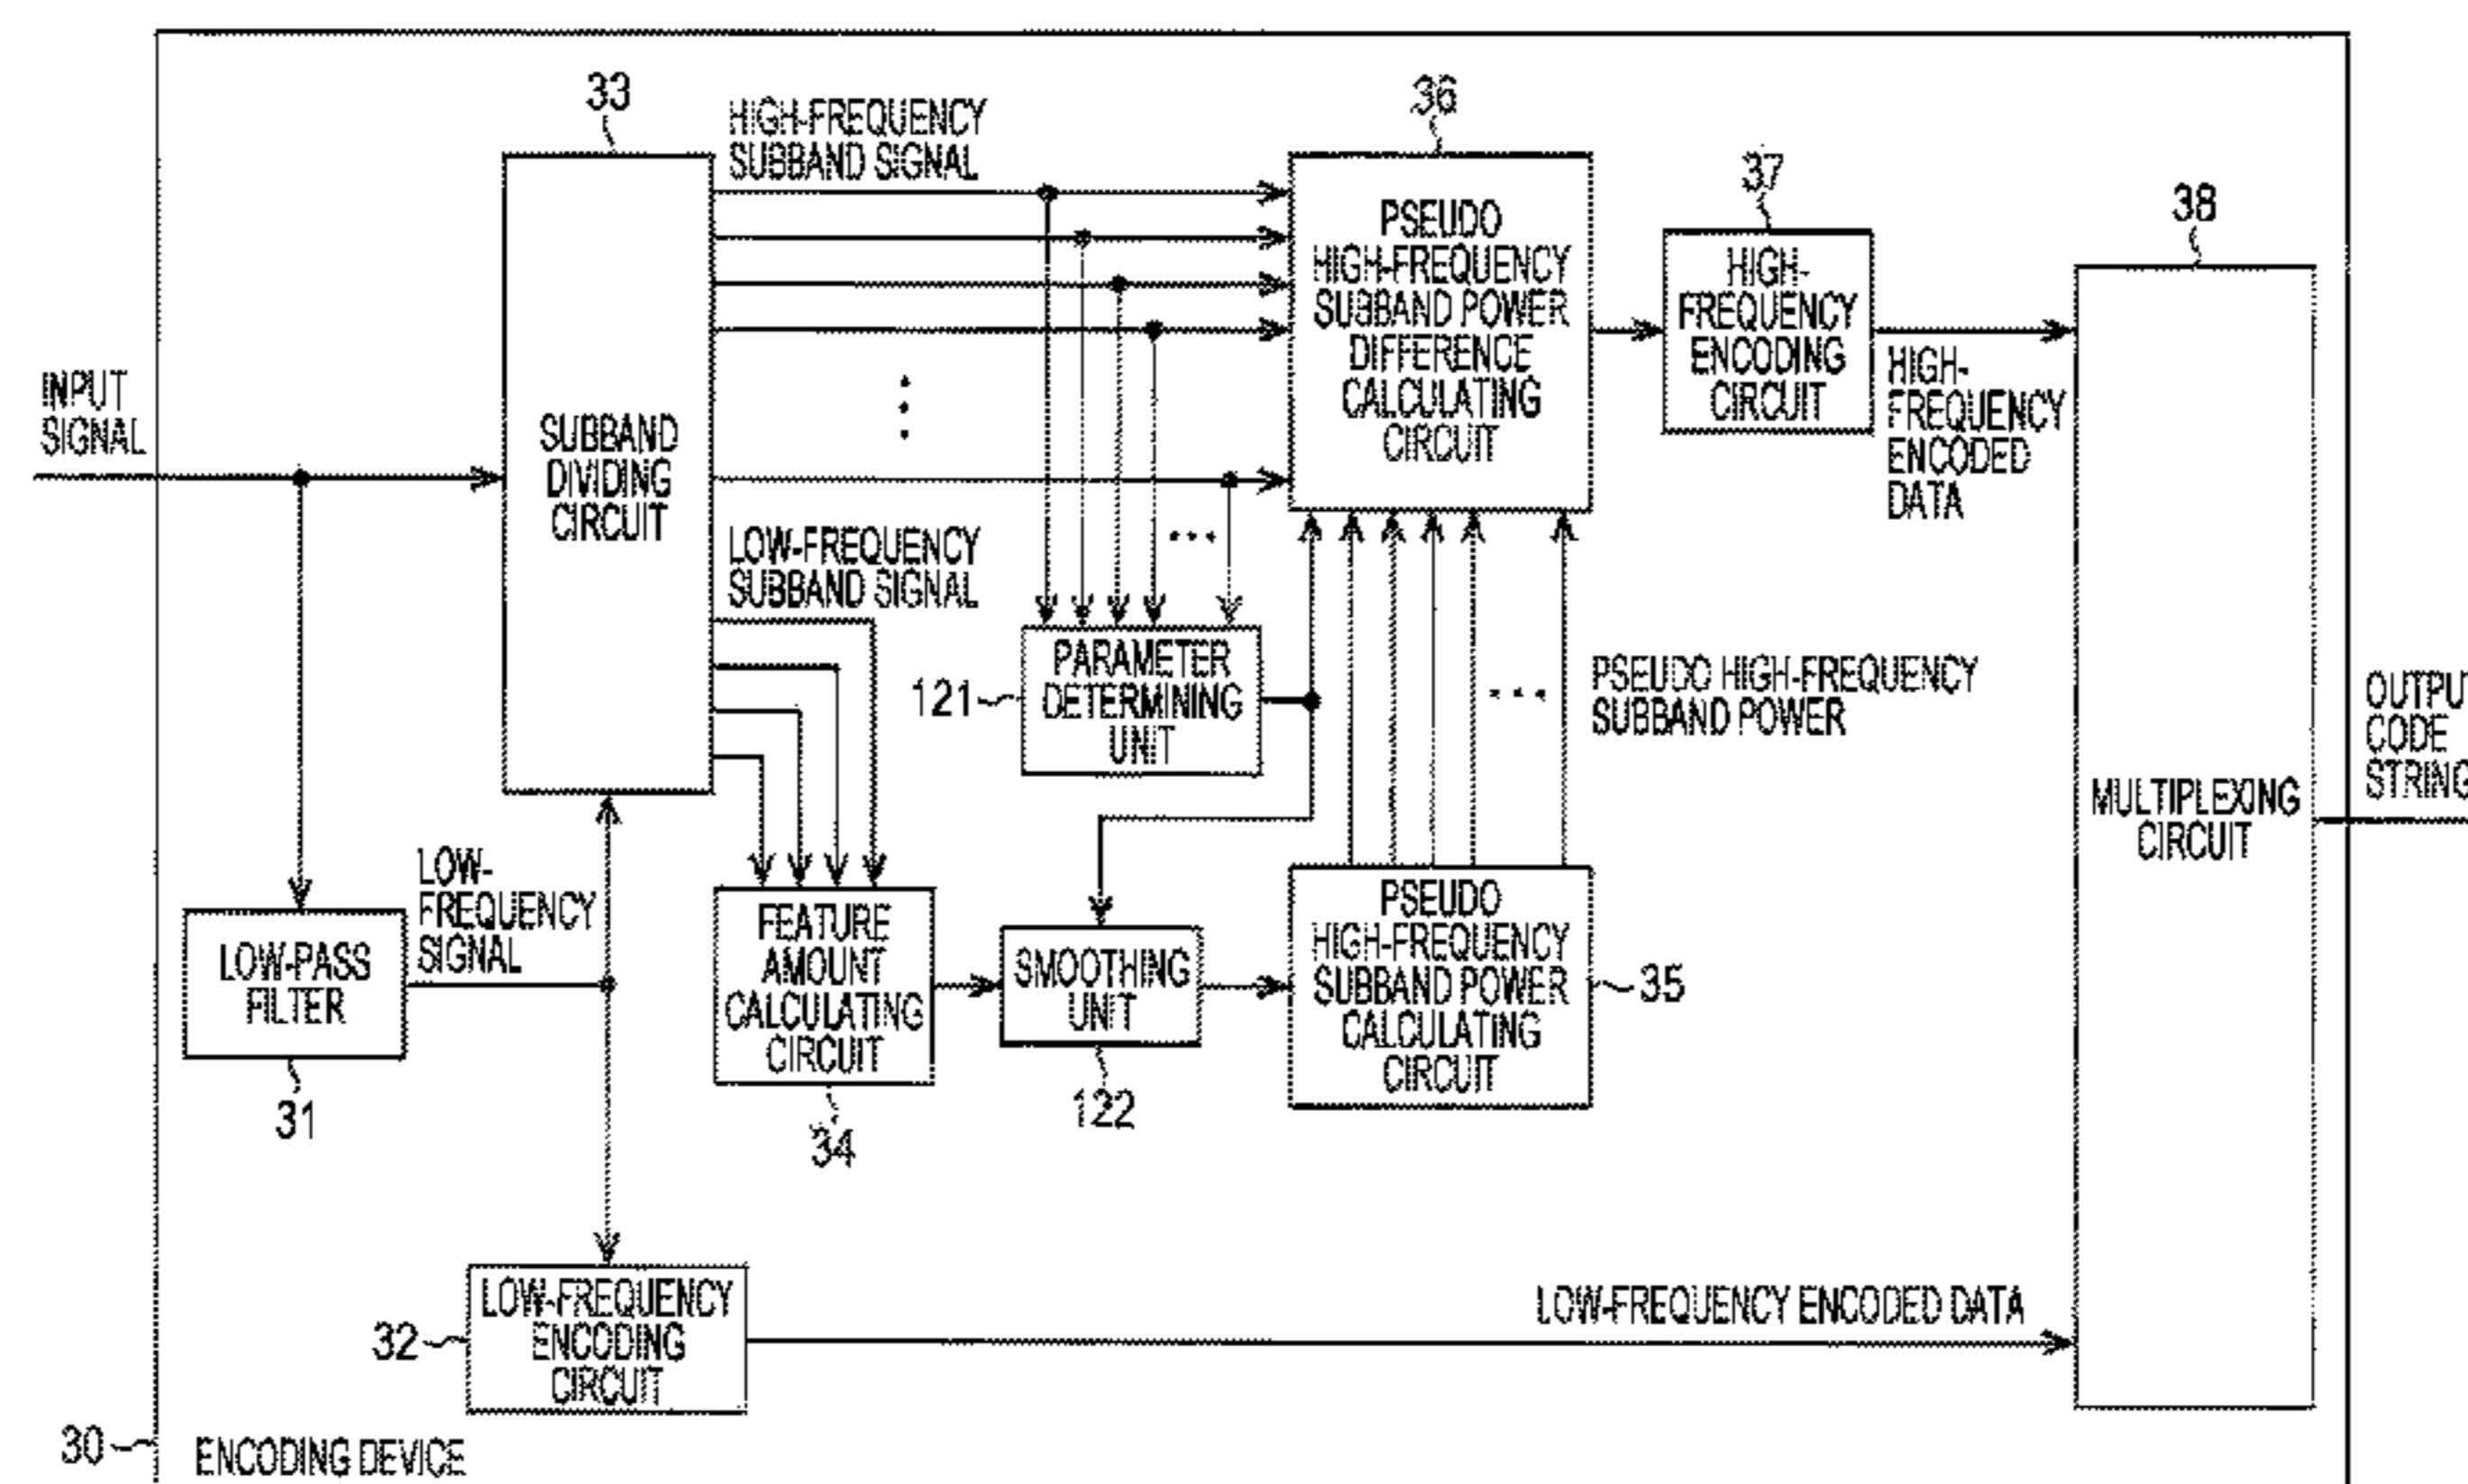 33
HIGH-FREQUENCY
SUBBAND SIGNAL
36
PSEUDO
HIGH-FREQUENCY
SUBBAND POWER
DIFFERENCE
CALCULATING
CIRCUIT
37
HIGH-
FREQUENCY
ENCODING
CIRCUIT
38
HIGH-
FREQUENCY
ENCODED
DATA
INPUT
SIGNAL
SUBBAND
DIVIDING
CIRCUIT
LOW-FREQUENCY
SUBBAND SIGNAL
121
PARAMETER
DETERMINING
UNIT
PSEUDO HIGH-FREQUENCY
SUBBAND POWER
OUTPUT
CODE
STRING
MULTIPLEXING
CIRCUIT
LOW-
FREQUENCY
SIGNAL
LOW-PASS
FILTER
31
FEATURE
AMOUNT
CALCULATING
CIRCUIT
34
SMOOTHING
UNIT
122
PSEUDO
HIGH-FREQUENCY
SUBBAND POWER
CALCULATING
CIRCUIT
35
32
LOW-FREQUENCY
ENCODING
CIRCUIT
LOW-FREQUENCY ENCODED DATA
30
ENCODING DEVICE